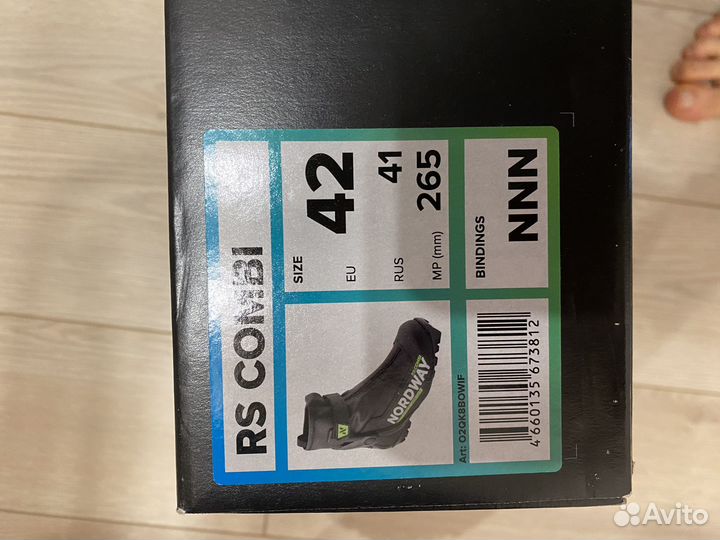 RS COMBI
SIZE
42
EU
41
RUS
265
MP (mm)
BINDINGS
NNN
NORDWAY
Art: O2QK8BOWIF
4 660135 673812
Avito